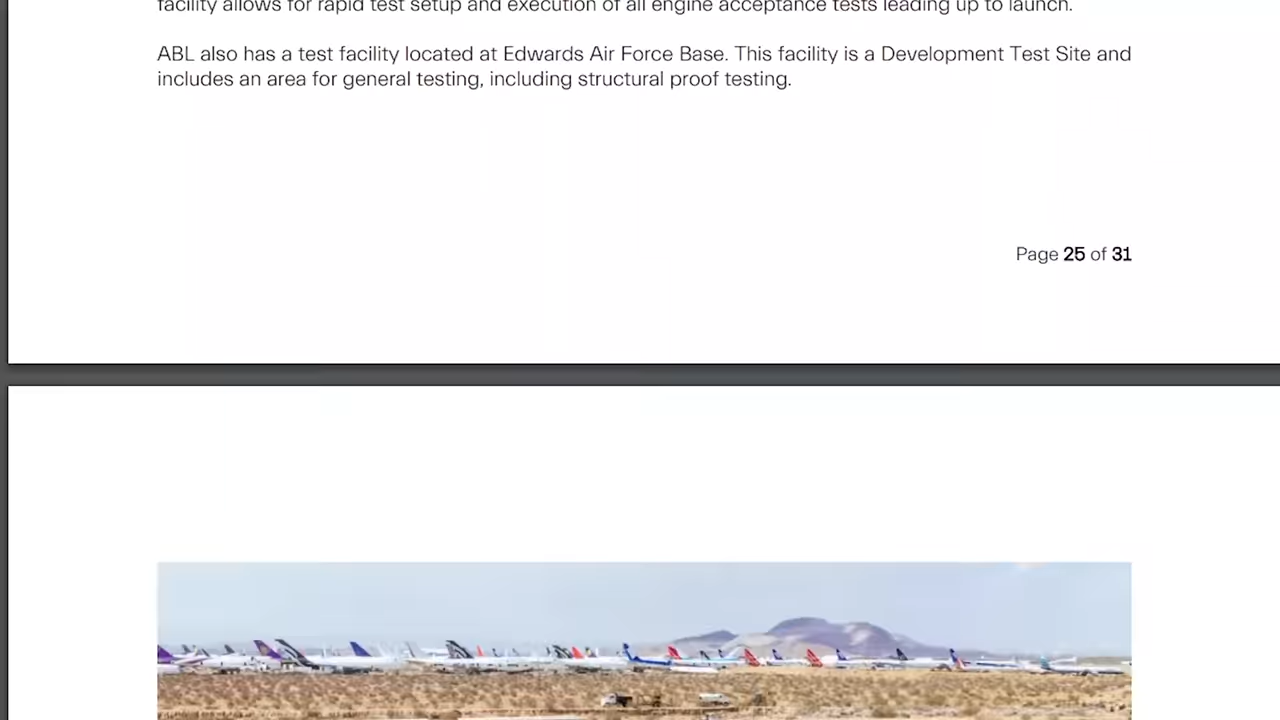 facility allows for rapid test setup and execution of all engine acceptance tests leading up to launch.
ABL also has a test facility located at Edwards Air Force Base. This facility is a Development Test Site and
includes an area for general testing, including structural proof testing.
Page 25 of 31